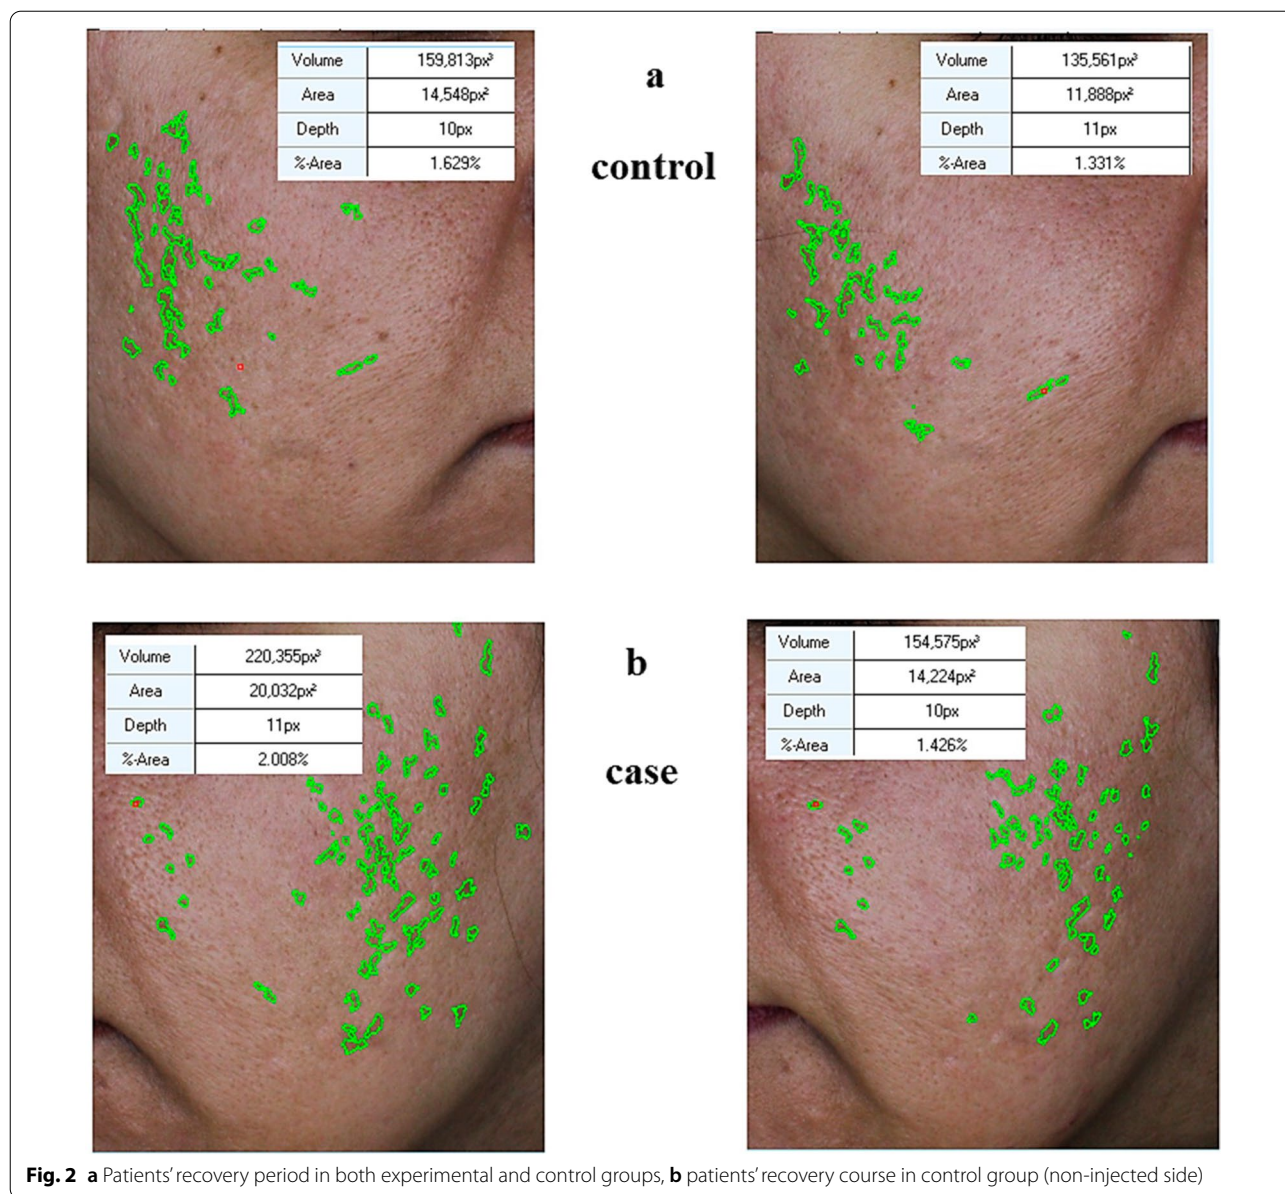 Volume 159,813px³
Area 14,548px²
Depth 10px
%-Area 1.629%
a
control
Volume 135,561px³
Area 11,888px²
Depth 11px
%-Area 1.331%
Volume 220,355px³
Area 20,032px²
Depth 11px
%-Area 2.008%
b
case
Volume 154,575px³
Area 14,224px²
Depth 10px
%-Area 1.426%
Fig. 2 a Patients’ recovery period in both experimental and control groups, b patients’ recovery course in control group (non-injected side)